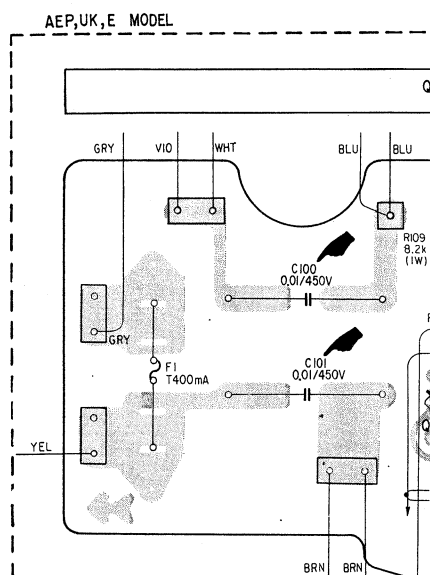 AEP,UK,E MODEL
Q
GRY
VIO
WHT
BLU
BLU
R109
8.2k
(1W)
C100
0.01/450V
GRY
F1
T400mA
C101
0.01/450V
YEL
Q
BRN
BRN